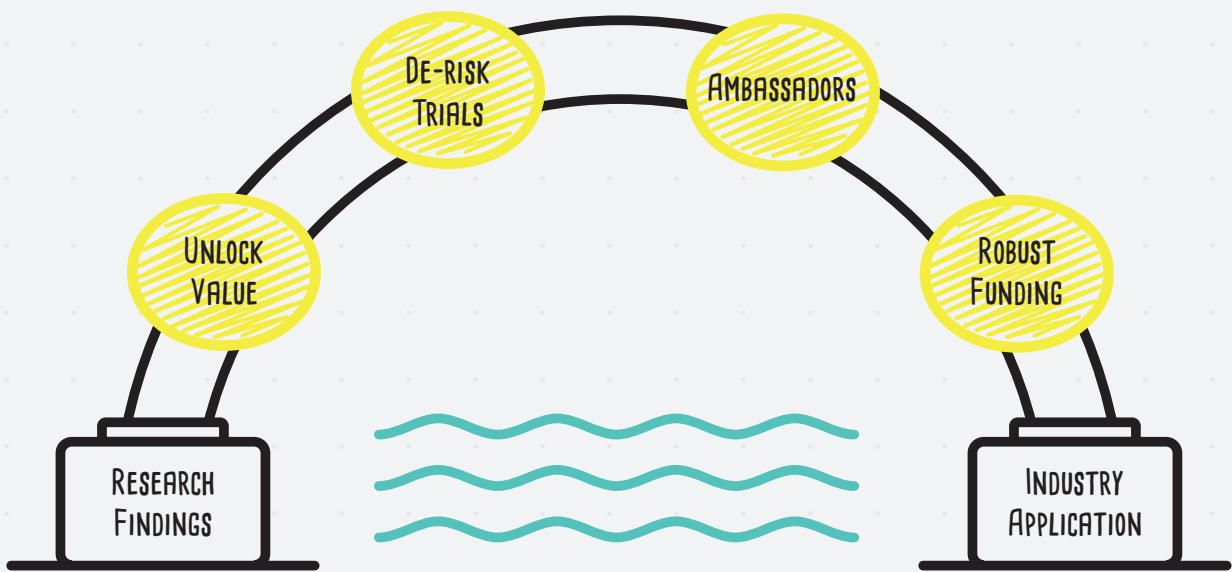 DE-RISK
TRIALS
AMBASSADORS
UNLOCK
VALUE
ROBUST
FUNDING
RESEARCH
FINDINGS
INDUSTRY
APPLICATION